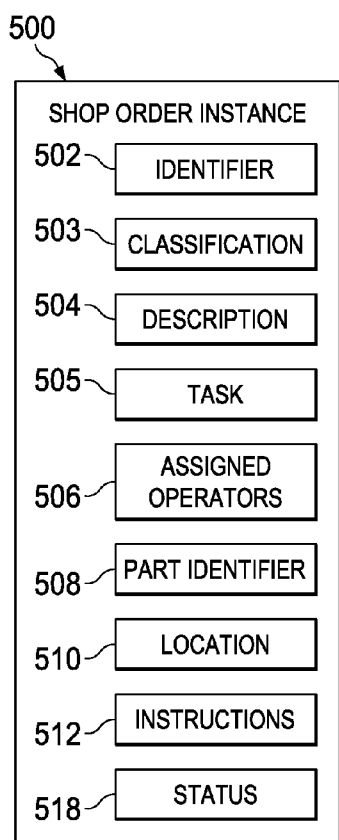 500
SHOP ORDER INSTANCE
502 IDENTIFIER
503 CLASSIFICATION
504 DESCRIPTION
505 TASK
506 ASSIGNED
OPERATORS
508 PART IDENTIFIER
510 LOCATION
512 INSTRUCTIONS
518 STATUS